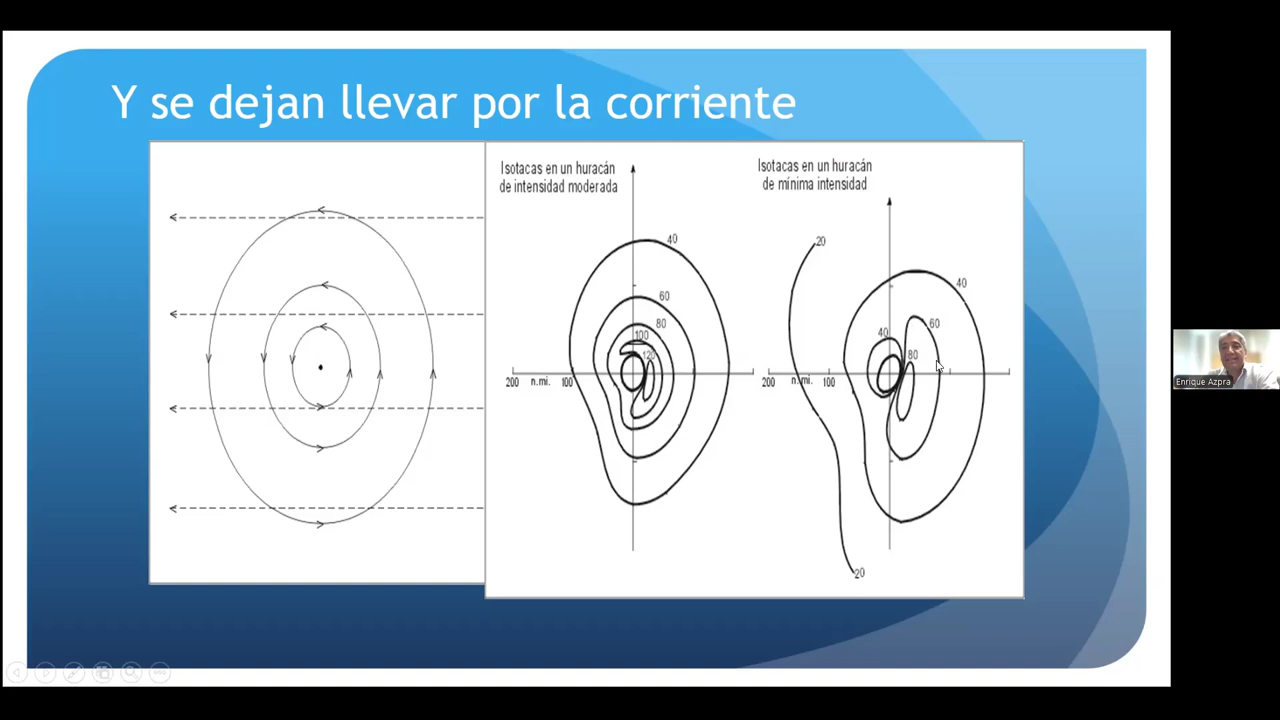 Y se dejan llevar por la corriente
Isotacas en un huracán
de intensidad moderada
40
60
80
100
120
200
n.mi.
100
Isotacas en un huracán
de mínima intensidad
20
40
60
40
80
200
n.mi.
100
20
Enrique Azpra